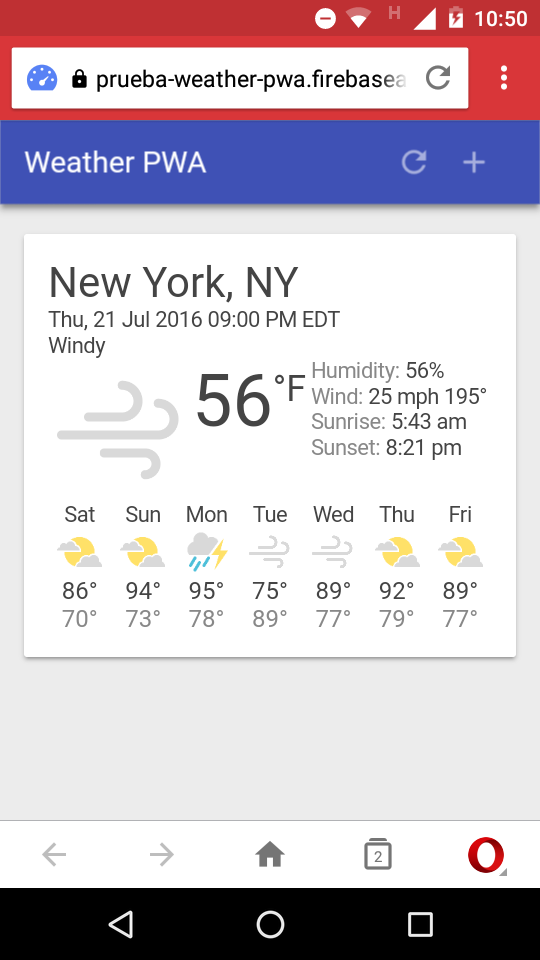 H 10:50
prueba-weather-pwa.firebasea
Weather PWA
New York, NY
Thu, 21 Jul 2016 09:00 PM EDT
Windy
56 °F
Humidity: 56%
Wind: 25 mph 195°
Sunrise: 5:43 am
Sunset: 8:21 pm
Sat Sun Mon Tue Wed Thu Fri
86° 94° 95° 75° 89° 92° 89°
70° 73° 78° 89° 77° 79° 77°
2